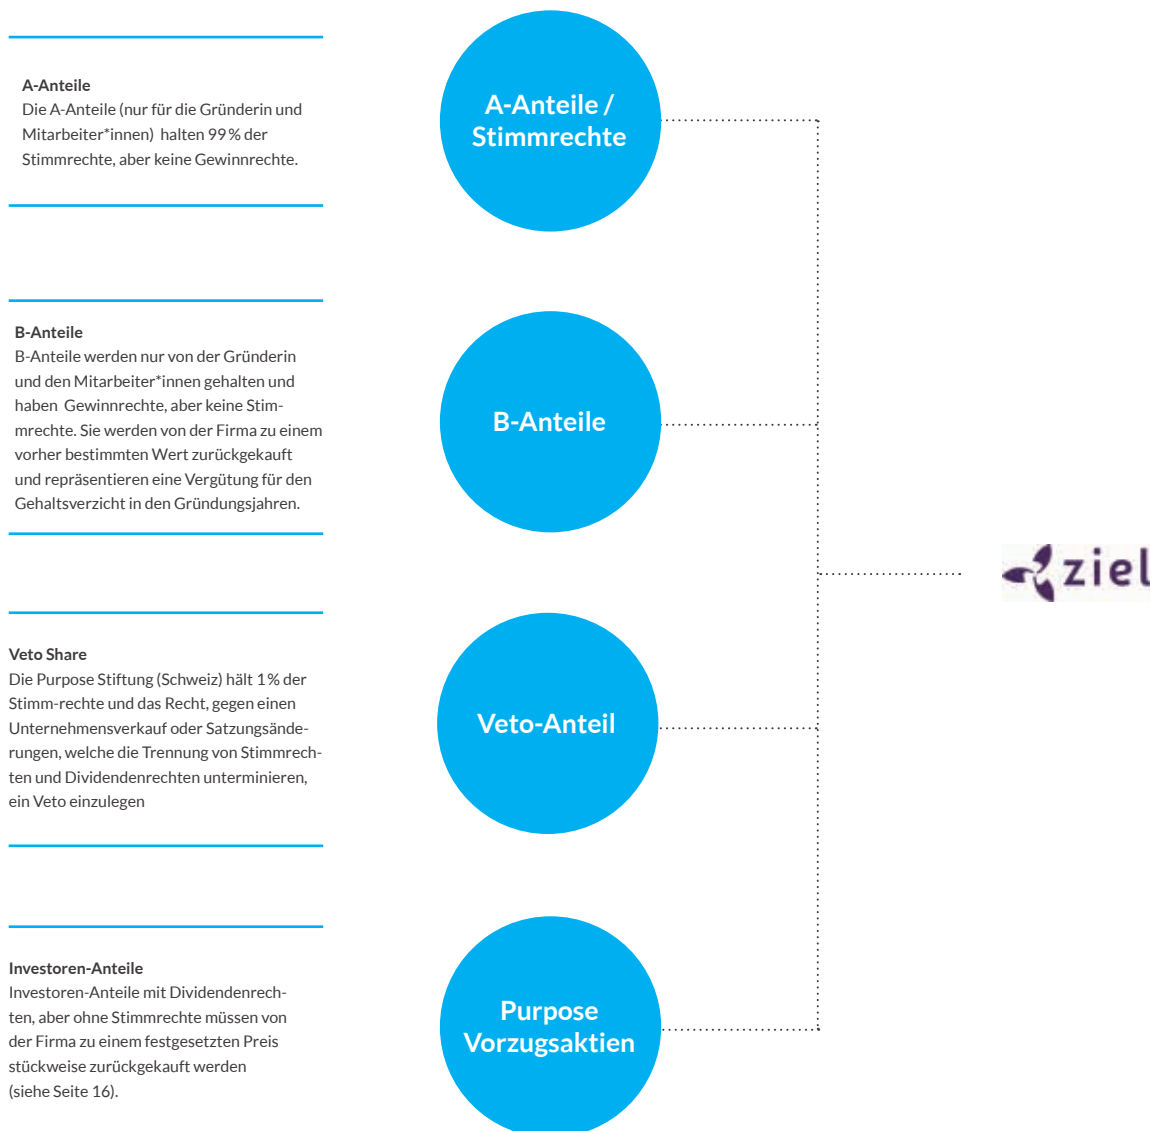 A-Anteile
Die A-Anteile (nur für die Gründerin und
Mitarbeiter*innen) halten 99 % der
Stimmrechte, aber keine Gewinnrechte.
A-Anteile /
Stimmrechte
B-Anteile
B-Anteile werden nur von der Gründerin
und den Mitarbeiter*innen gehalten und
haben Gewinnrechte, aber keine Stim-
mrechte. Sie werden von der Firma zu einem
vorher bestimmten Wert zurückgekauft
und repräsentieren eine Vergütung für den
Gehaltsverzicht in den Gründungsjahren.
B-Anteile
ziel
Veto Share
Die Purpose Stiftung (Schweiz) hält 1 % der
Stimm-rechte und das Recht, gegen einen
Unternehmensverkauf oder Satzungsände-
rungen, welche die Trennung von Stimmrech-
ten und Dividendenrechten unterminieren,
ein Veto einzulegen
Veto-Anteil
Investoren-Anteile
Investoren-Anteile mit Dividendenrech-
ten, aber ohne Stimmrechte müssen von
der Firma zu einem festgesetzten Preis
stückweise zurückgekauft werden
(siehe Seite 16).
Purpose
Vorzugsaktien